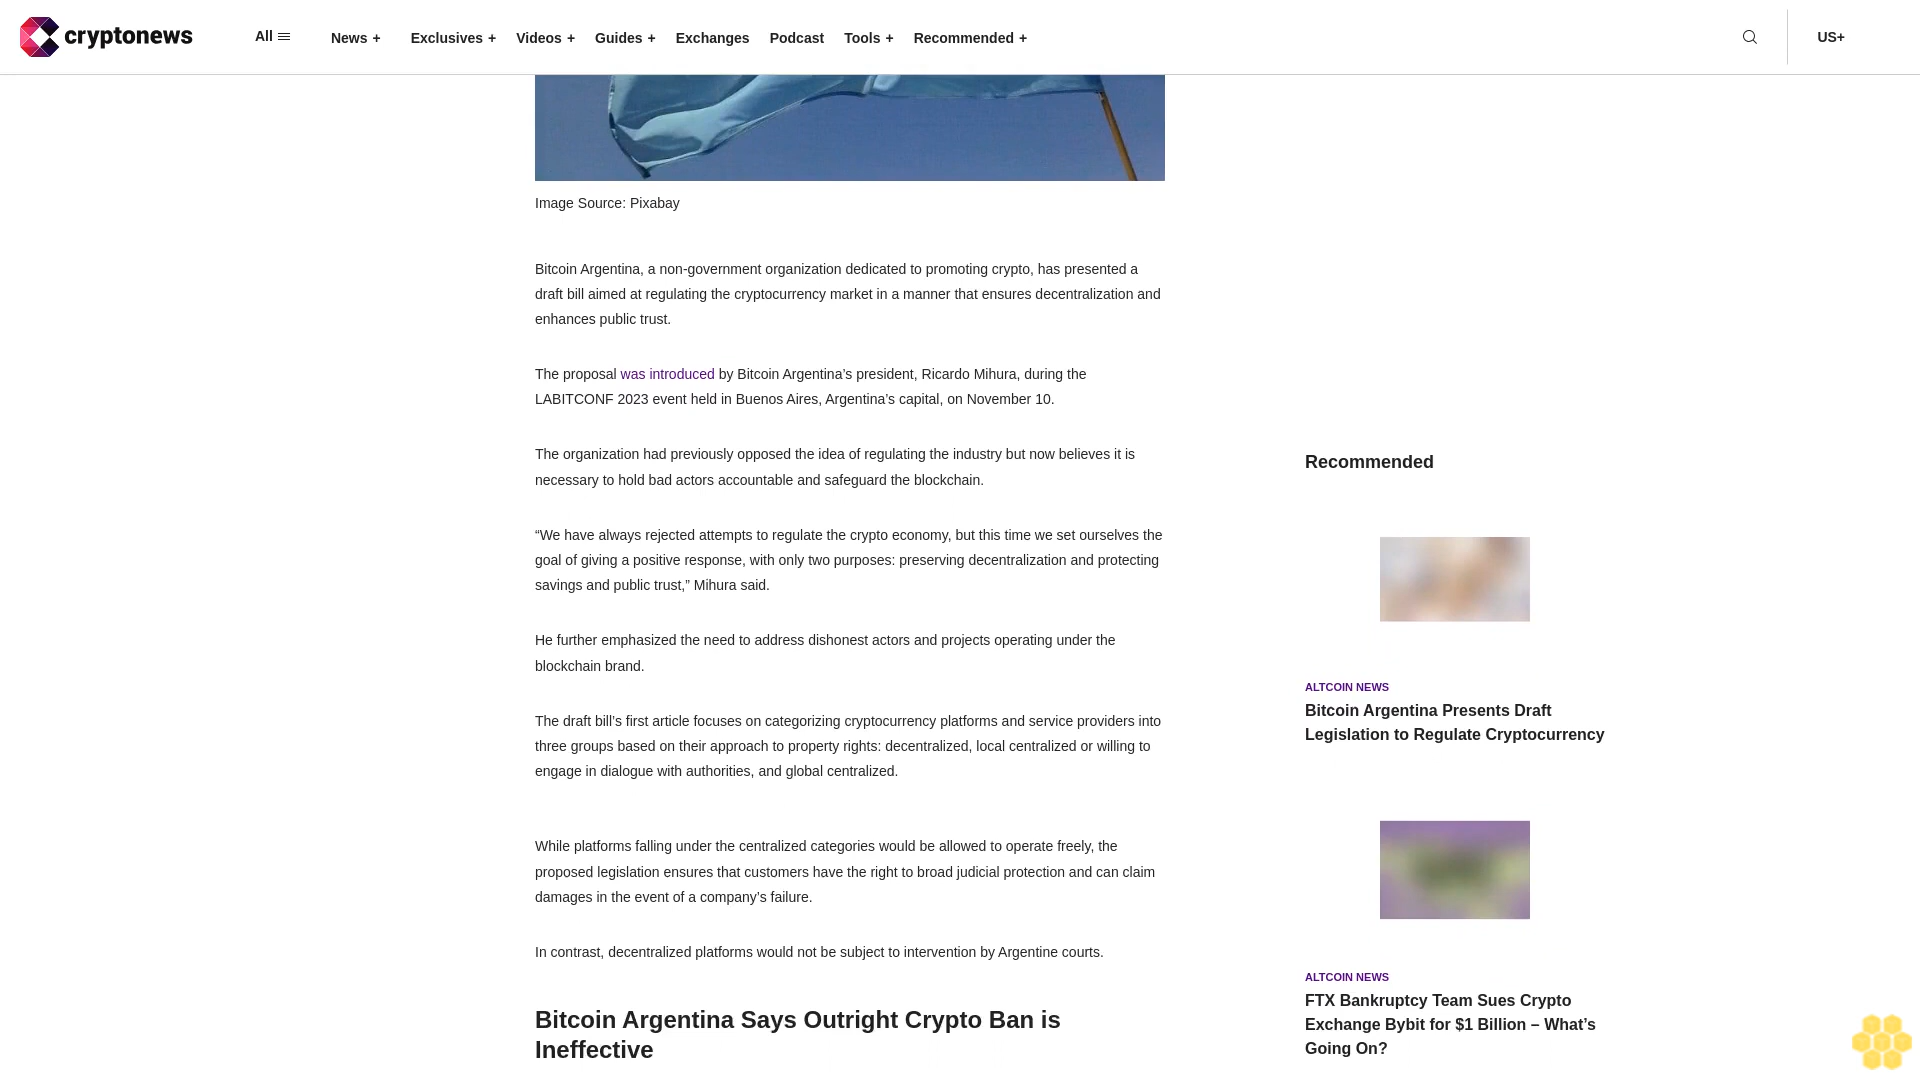 cryptonews
All
News +
Exclusives +
Videos +
Guides +
Exchanges
Podcast
Tools +
Recommended +
US+
Image Source: Pixabay
Bitcoin Argentina, a non-government organization dedicated to promoting crypto, has presented a
draft bill aimed at regulating the cryptocurrency market in a manner that ensures decentralization and
enhances public trust.
The proposal was introduced by Bitcoin Argentina’s president, Ricardo Mihura, during the
LABITCONF 2023 event held in Buenos Aires, Argentina’s capital, on November 10.
The organization had previously opposed the idea of regulating the industry but now believes it is
necessary to hold bad actors accountable and safeguard the blockchain.
“We have always rejected attempts to regulate the crypto economy, but this time we set ourselves the
goal of giving a positive response, with only two purposes: preserving decentralization and protecting
savings and public trust,” Mihura said.
He further emphasized the need to address dishonest actors and projects operating under the
blockchain brand.
The draft bill’s first article focuses on categorizing cryptocurrency platforms and service providers into
three groups based on their approach to property rights: decentralized, local centralized or willing to
engage in dialogue with authorities, and global centralized.
While platforms falling under the centralized categories would be allowed to operate freely, the
proposed legislation ensures that customers have the right to broad judicial protection and can claim
damages in the event of a company’s failure.
In contrast, decentralized platforms would not be subject to intervention by Argentine courts.
Bitcoin Argentina Says Outright Crypto Ban is
Ineffective
Recommended
ALTCOIN NEWS
Bitcoin Argentina Presents Draft
Legislation to Regulate Cryptocurrency
ALTCOIN NEWS
FTX Bankruptcy Team Sues Crypto
Exchange Bybit for $1 Billion – What’s
Going On?